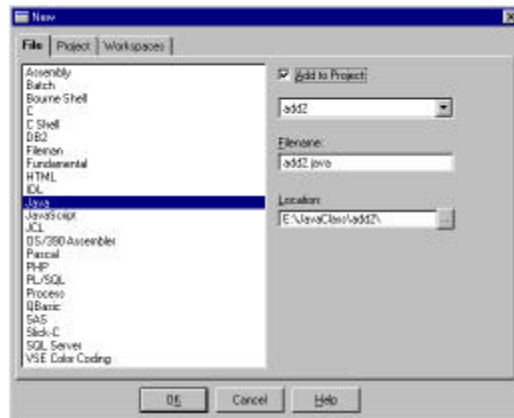 New
File Project Workspaces
Assembly
Batch
Bourne Shell
C
C Shell
DB2
Fileman
Fundamental
HTML
IDL
Java
JavaScript
JCL
OS/390 Assembler
Pascal
PHP
PL/SQL
Process
QBasic
SAS
Slick-C
SQL Server
VSE Color Coding
Add to Project
add2
Filename:
add2.java
Location:
E:\JavaClass\add2\
...
OK Cancel Help